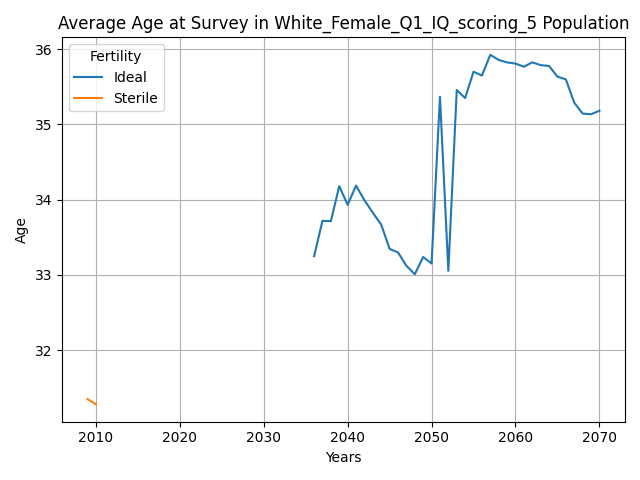 Average Age at Survey in White_Female_Q1_IQ_scoring_5 Population
Fertility
Ideal
Sterile
36
35
34
33
32
Age
2010 2020 2030 2040 2050 2060 2070
Years